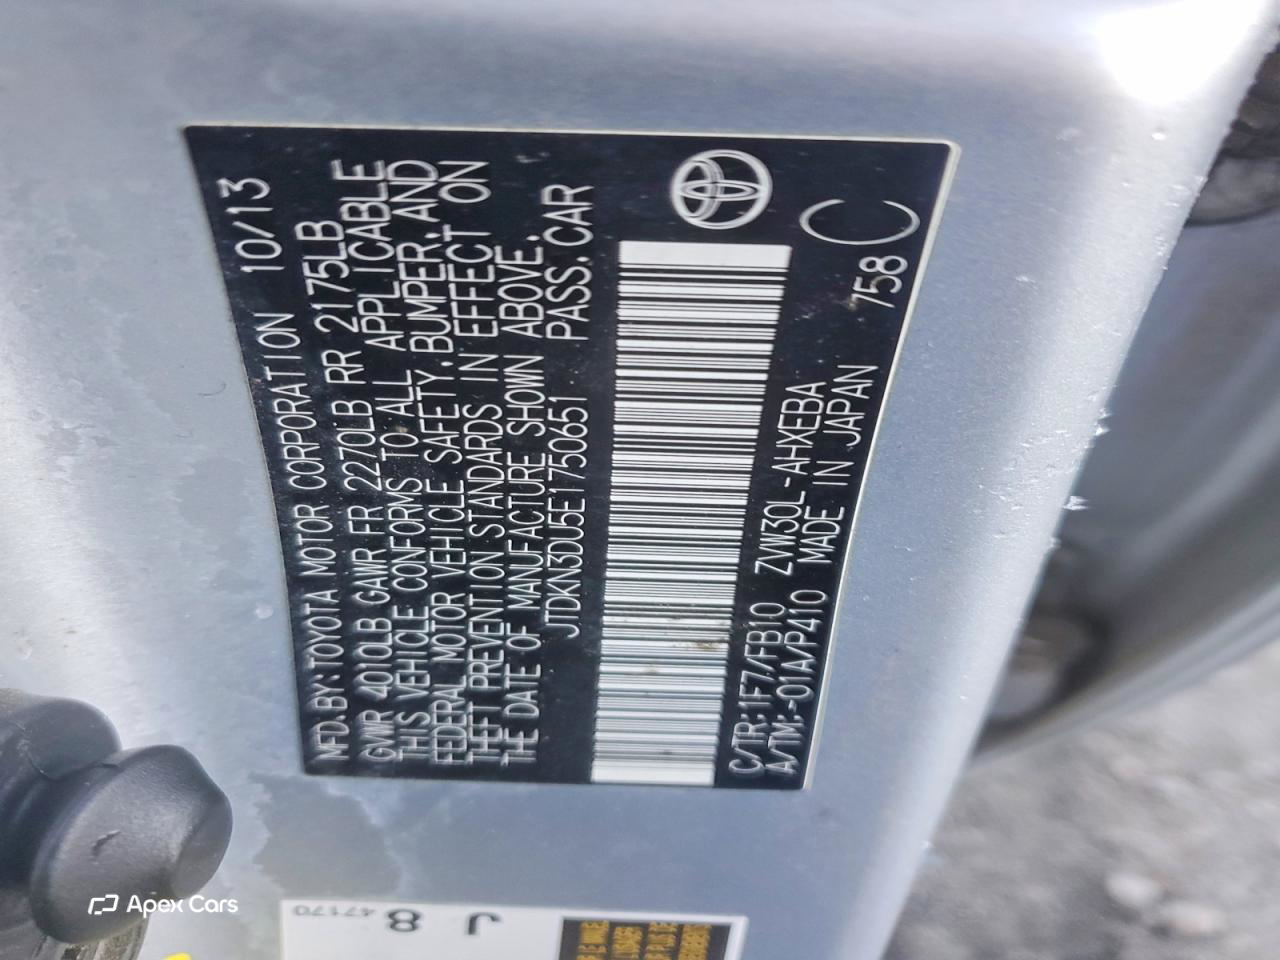 MFD. BY: TOYOTA MOTOR CORPORATION 10/13
GVWR 4010LB GAWR FR 2270LB RR 2175LB
THIS VEHICLE CONFORMS TO ALL APPLICABLE
FEDERAL MOTOR VEHICLE SAFETY, BUMPER, AND
THEFT PREVENTION STANDARDS IN EFFECT ON
THE DATE OF MANUFACTURE SHOWN ABOVE.
JTDKN3DU5E1750651 PASS. CAR
C/TR: 1F7/FB10 ZVW30L-AHXEBA
A/TM: -01A/P410 MADE IN JAPAN 758 C
J 8 47170
Apex Cars